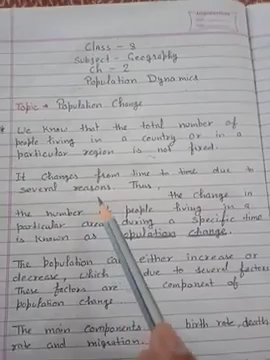 Class - 8
Subject - Geography
Ch - 2
Population Dynamics
Topic → Population Change
* We know that the total number of
people living in a country or in a
particular region is not fixed.
It changes from time to time due to
several reasons. Thus,
the change in
the number people living in a
particular area during a specific time
is known as population change.
The population can either increase or
decrease, which due to several factors
These factors are component of
population change.
The main components birth rate, death
rate and migration.